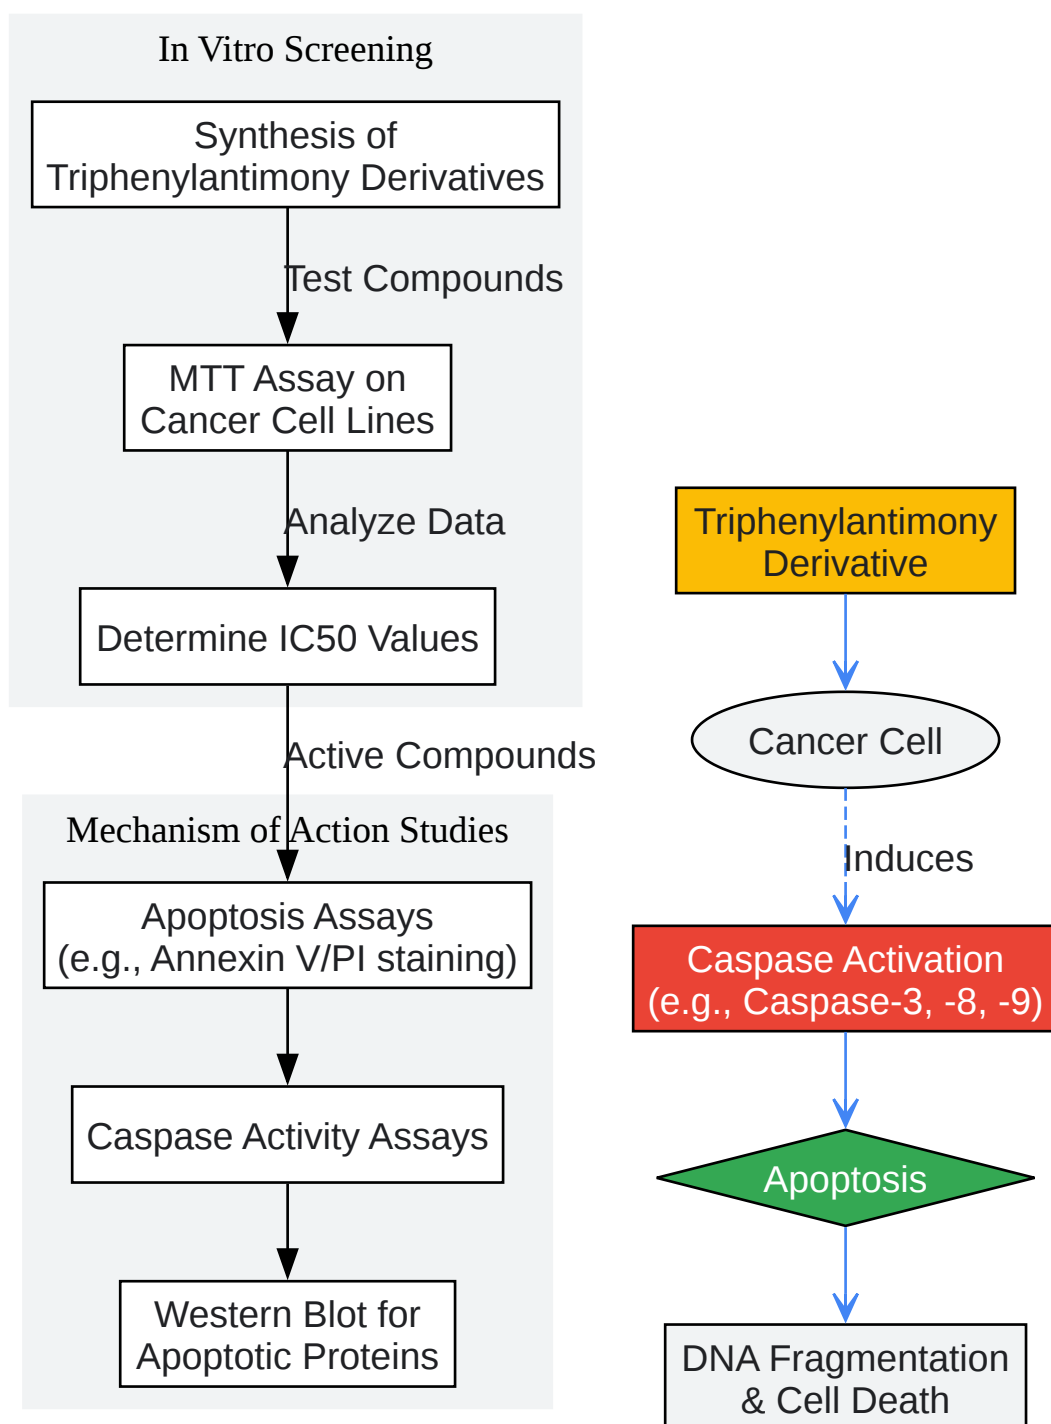 In Vitro Screening
Synthesis of
Triphenylantimony Derivatives
Test Compounds
MTT Assay on
Cancer Cell Lines
Analyze Data
Determine IC50 Values
Active Compounds
Mechanism of Action Studies
Apoptosis Assays
(e.g., Annexin V/PI staining)
Caspase Activity Assays
Western Blot for
Apoptotic Proteins
Triphenylantimony
Derivative
Cancer Cell
Induces
Caspase Activation
(e.g., Caspase-3, -8, -9)
Apoptosis
DNA Fragmentation
& Cell Death